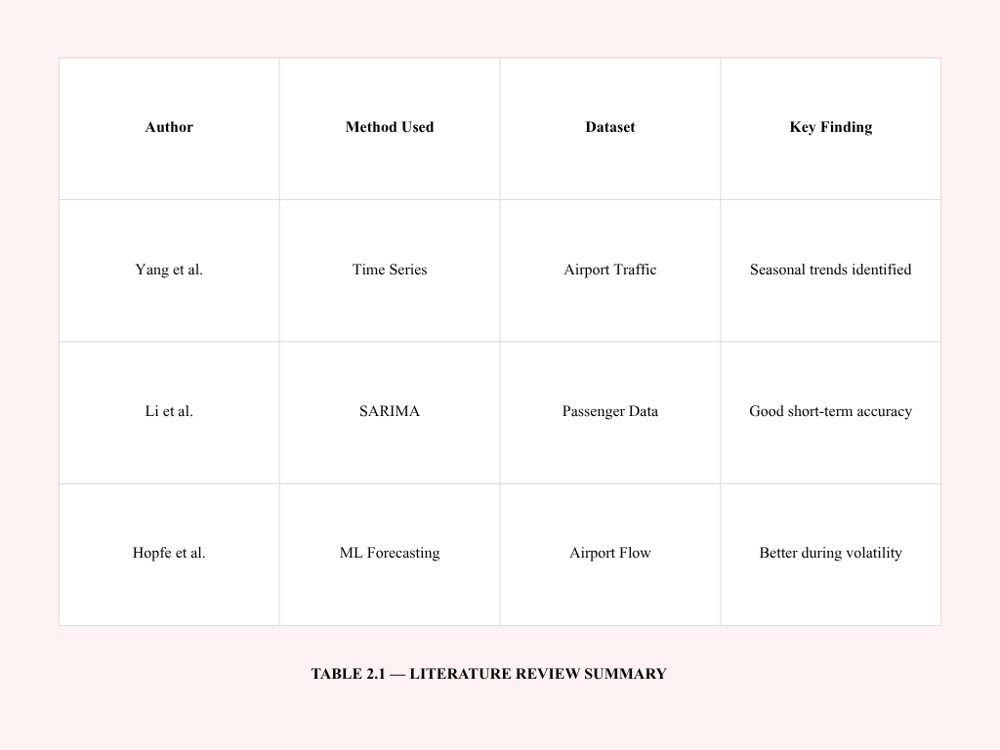 Author Method Used Dataset Key Finding
Yang et al. Time Series Airport Traffic Seasonal trends identified
Li et al. SARIMA Passenger Data Good short-term accuracy
Hopfe et al. ML Forecasting Airport Flow Better during volatility
TABLE 2.1 — LITERATURE REVIEW SUMMARY